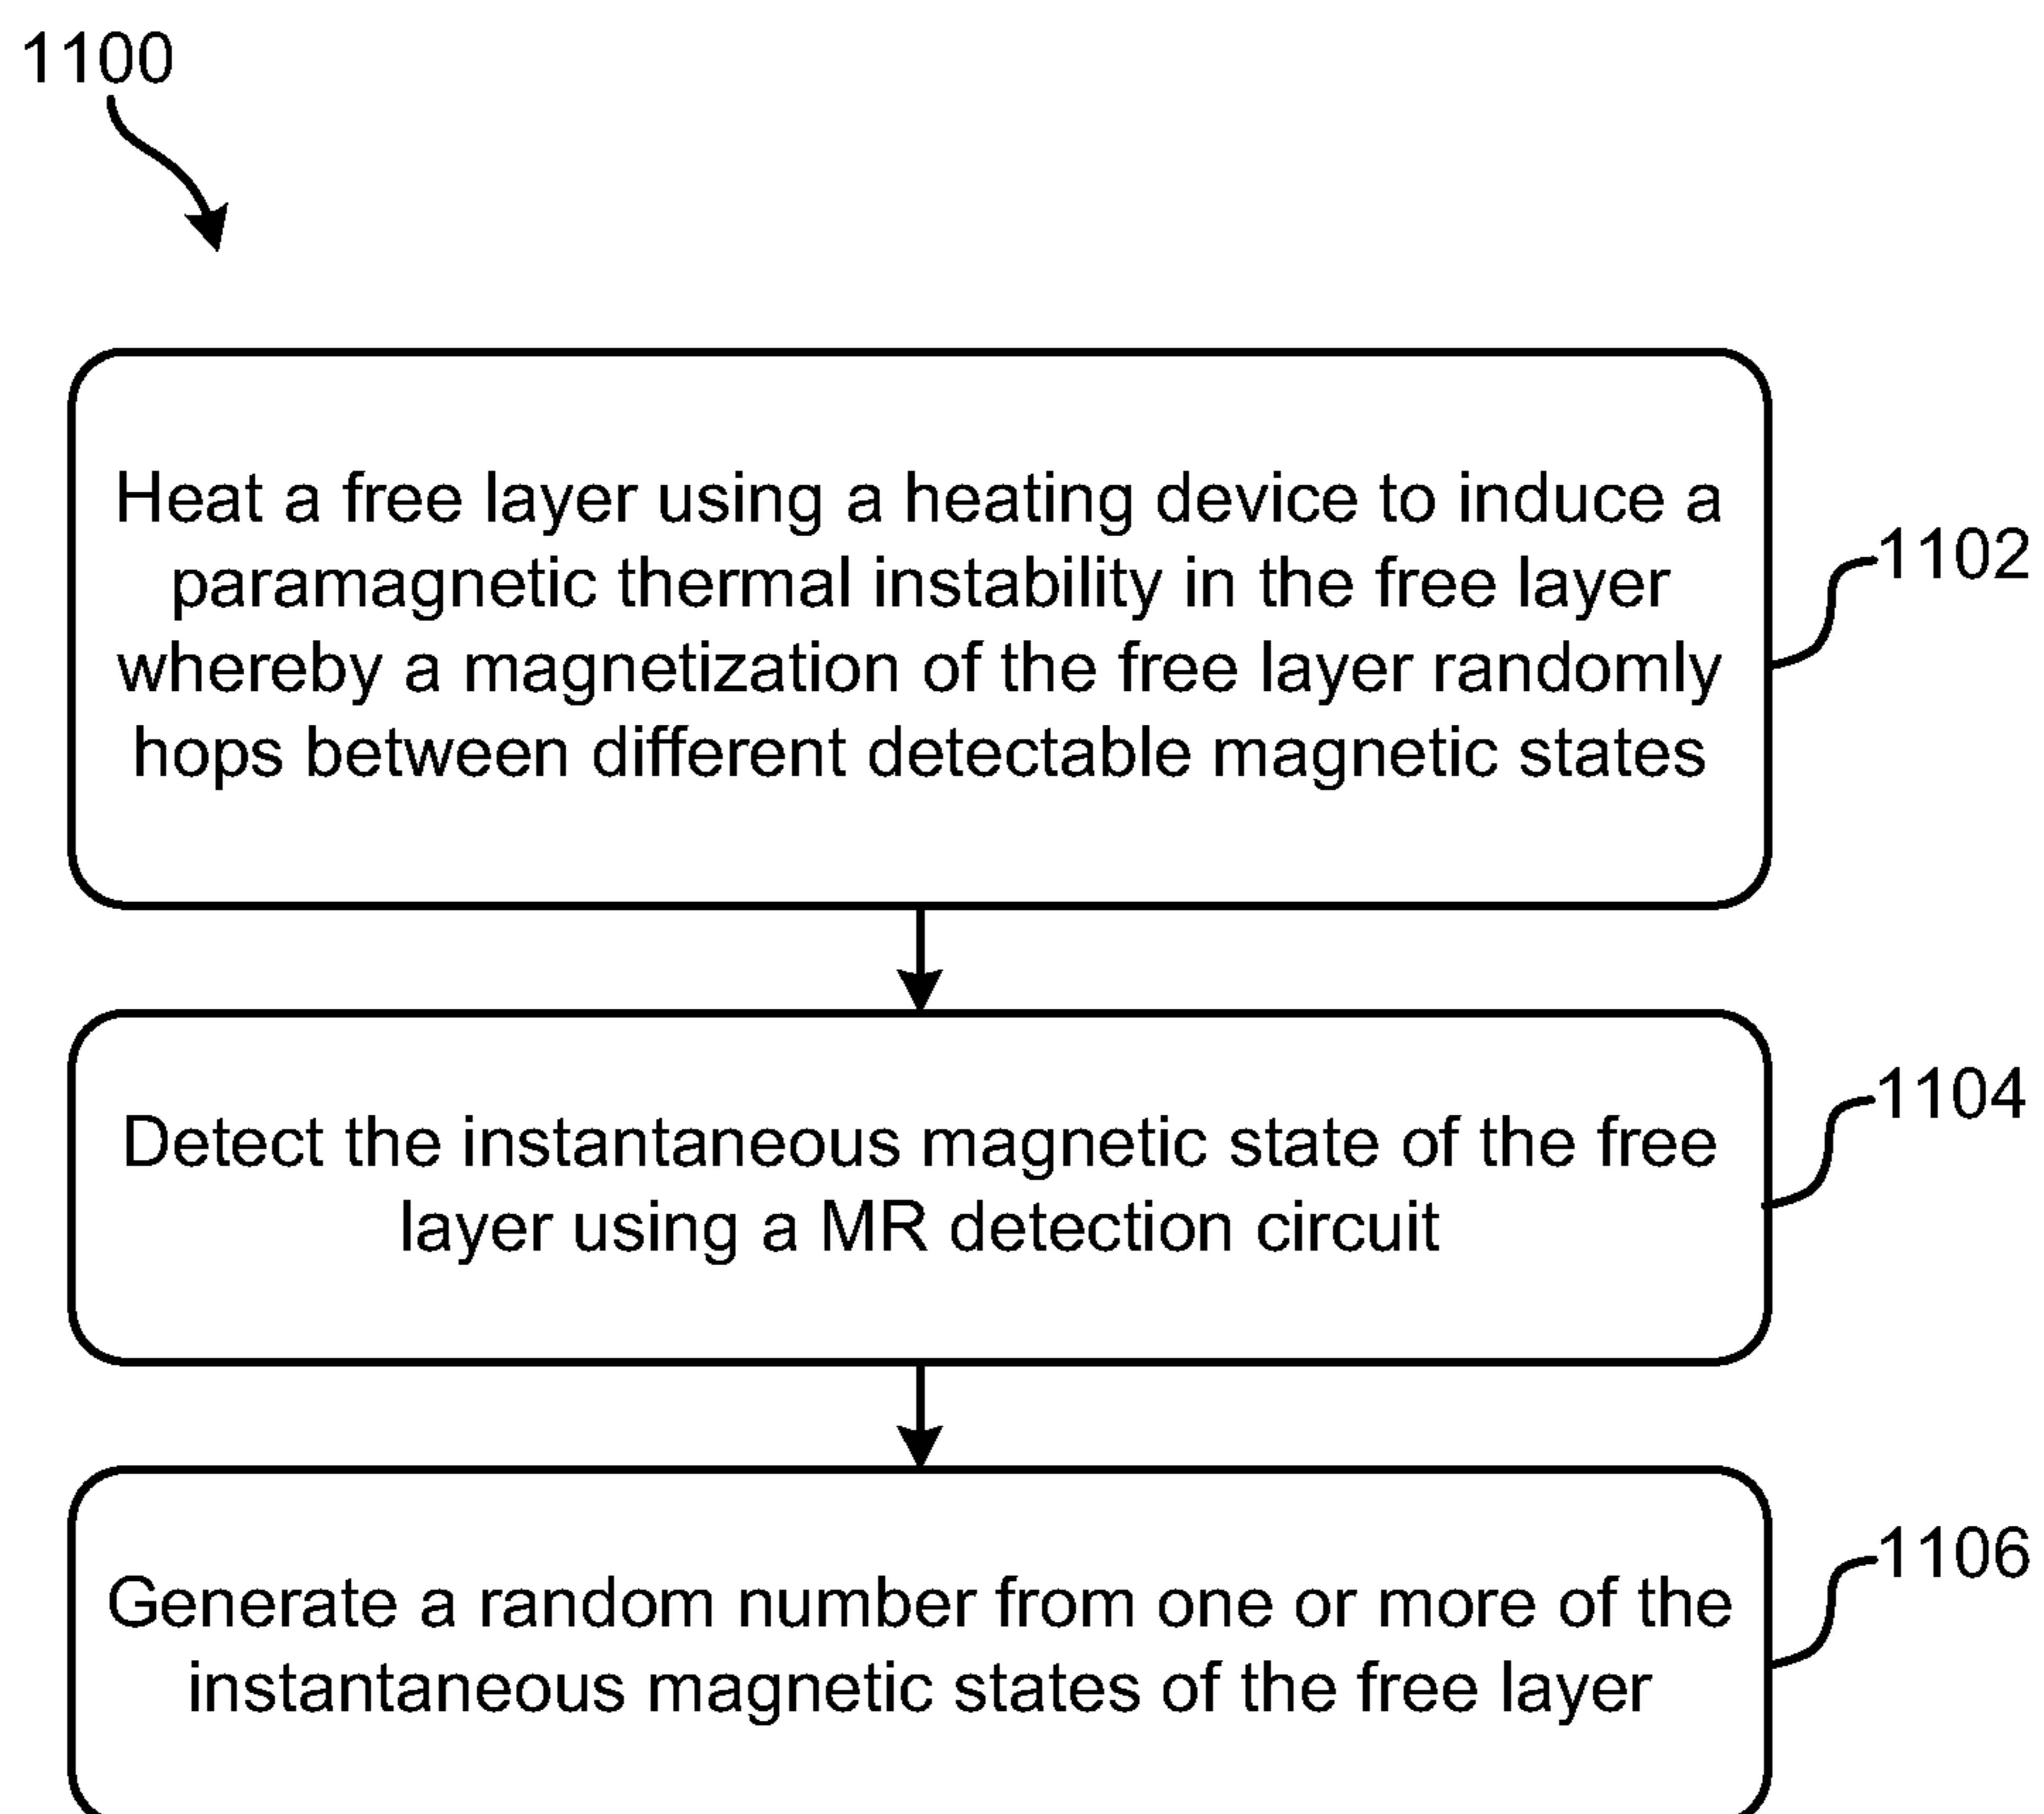 1100
Heat a free layer using a heating device to induce a
paramagnetic thermal instability in the free layer
whereby a magnetization of the free layer randomly
hops between different detectable magnetic states
1102
Detect the instantaneous magnetic state of the free
layer using a MR detection circuit
1104
Generate a random number from one or more of the
instantaneous magnetic states of the free layer
1106